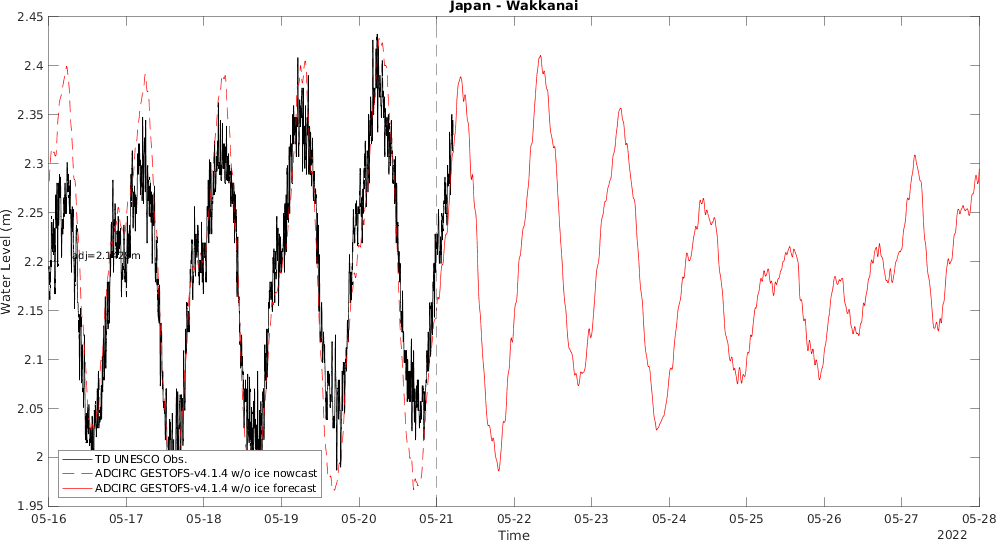 Japan - Wakkanai
2.45
2.4
2.35
2.3
2.25
2.2
2.15
2.1
2.05
2
1.95
Water Level (m)
TD UNESCO Obs.
ADCIRC GESTOFS-v4.1.4 w/o ice nowcast
ADCIRC GESTOFS-v4.1.4 w/o ice forecast
05-16 05-17 05-18 05-19 05-20 05-21 05-22 05-23 05-24 05-25 05-26 05-27 05-28
Time
2022